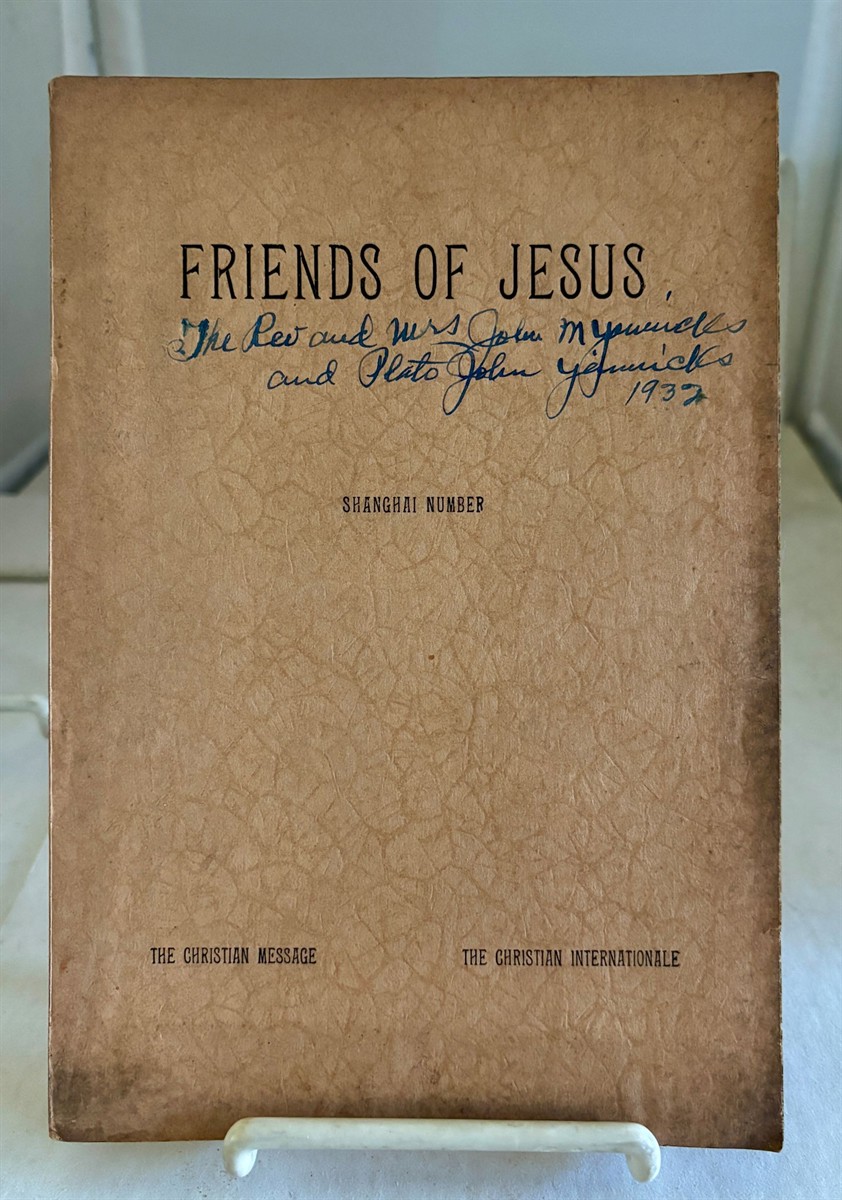 FRIENDS OF JESUS
The Rev and Mrs John M
and Plato John
1932
SHANGHAI NUMBER
THE CHRISTIAN MESSAGE
THE CHRISTIAN INTERNATIONALE